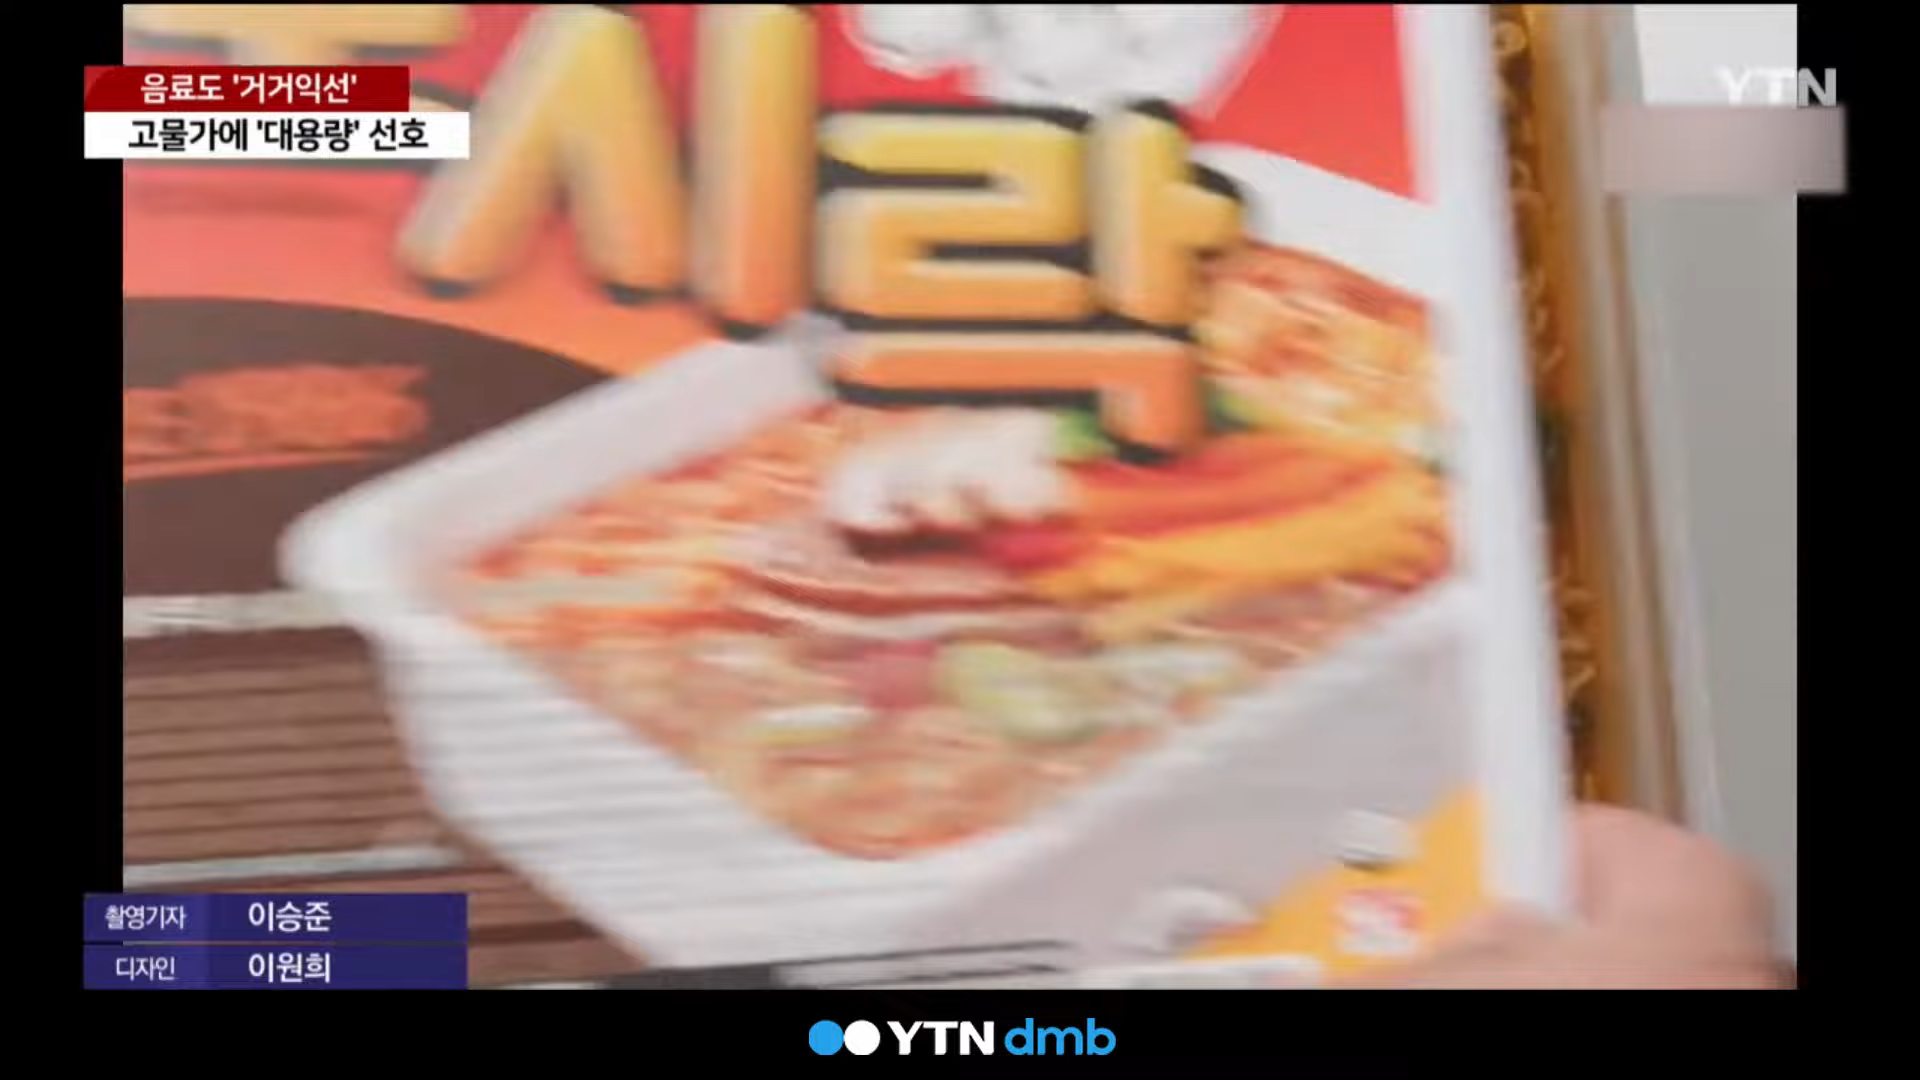 음료도 '거거익선'
고물가에 '대용량' 선호
YTN
시락
촬영기자 이승준
디자인 이원희
YTN dmb